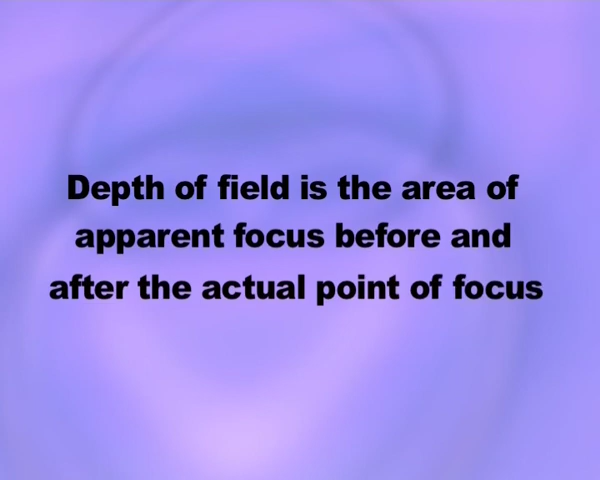 Depth of field is the area of
apparent focus before and
after the actual point of focus